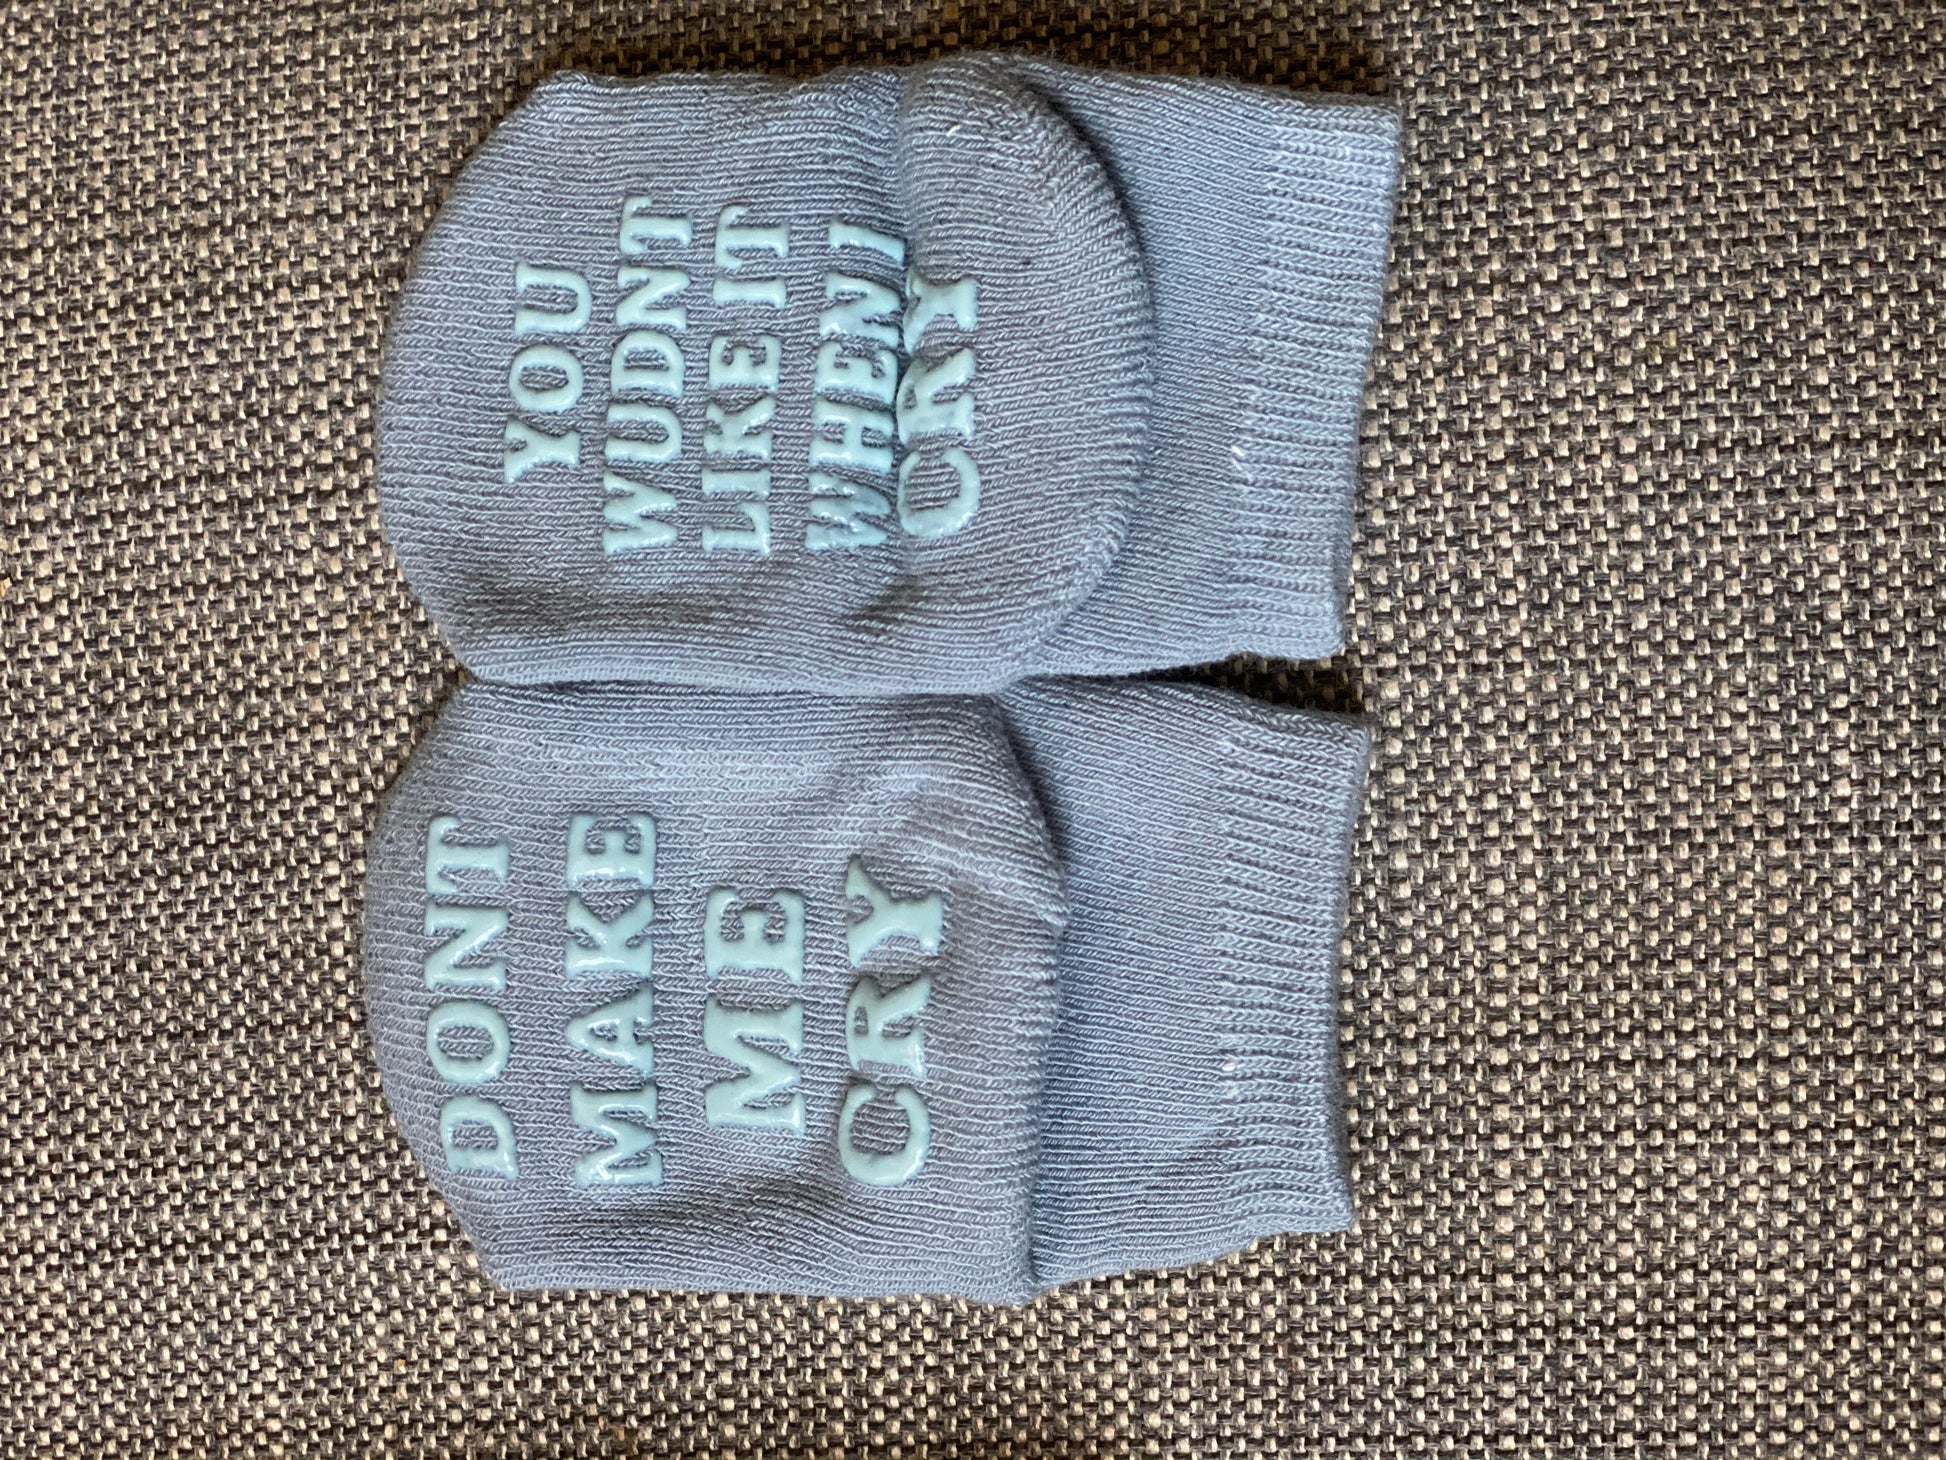 DONT
MAKE
ME
CRY
YOU
WUDNT
LIKE IT
WHEN I
CRY